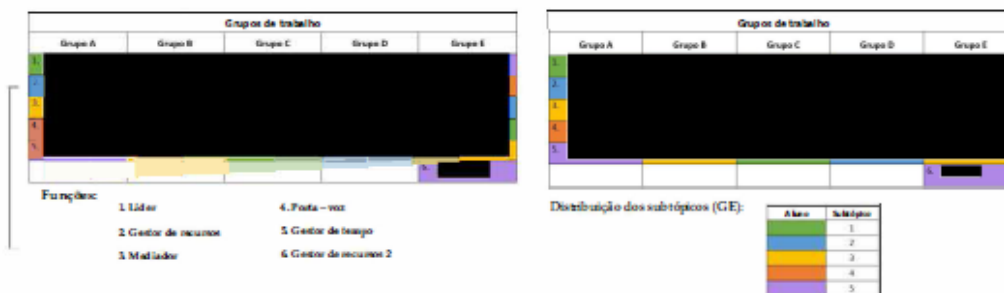 Grupos de trabalho
Grupo A Grupo B Grupo C Grupo D Grupo E
1.
2.
3.
4.
5.
6.
Funções:
1. Líder 4. Porta – voz
2. Gestor de recursos 5. Gestor de tempo
3. Mediador 6. Gestor de recursos 2
Grupos de trabalho
Grupo A Grupo B Grupo C Grupo D Grupo E
1.
2.
3.
4.
5.
6.
Distribuição dos subtópicos (GE):
Aluno Subtópico
1
2
3
4
5